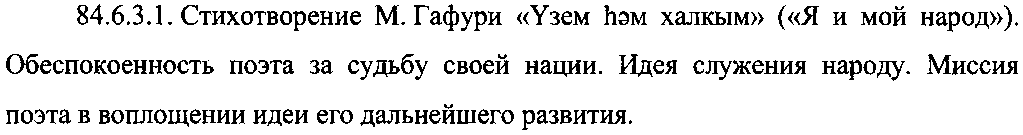 84.6.3.1. Стихотворение М. Гафури «Үзем һәм халкым» («Я и мой народ»).
Обеспокоенность поэта за судьбу своей нации. Идея служения народу. Миссия
поэта в воплощении идеи его дальнейшего развития.